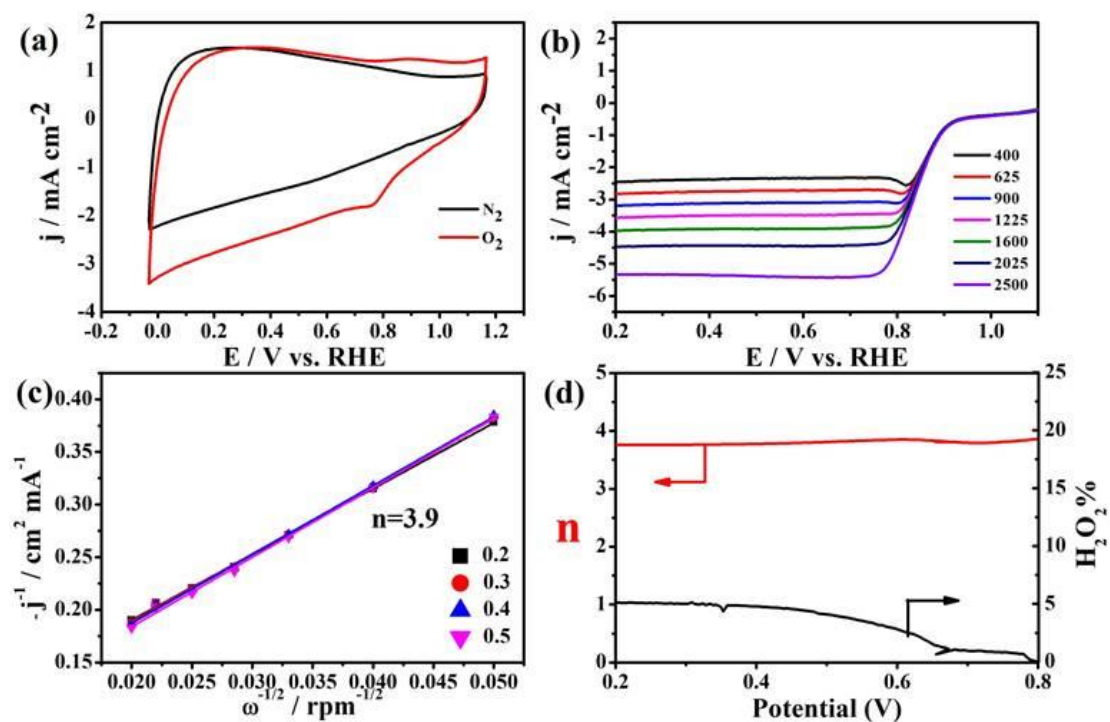 (a)
j / mA cm-2
2
1
0
-1
-2
-3
-4
N2
O2
-0.2 0.0 0.2 0.4 0.6 0.8 1.0 1.2
E / V vs. RHE
(b)
j / mA cm-2
2
1
0
-1
-2
-3
-4
-5
-6
400
625
900
1225
1600
2025
2500
0.2 0.4 0.6 0.8 1.0
E / V vs. RHE
(c)
-j-1 / cm2 mA-1
0.40
0.35
0.30
0.25
0.20
0.15
n=3.9
0.2
0.3
0.4
0.5
0.020 0.025 0.030 0.035 0.040 0.045 0.050
ω-1/2 / rpm-1/2
(d)
n
5
4
3
2
1
0
25
20
15
10
5
0
H2O2%
0.2 0.4 0.6 0.8
Potential (V)